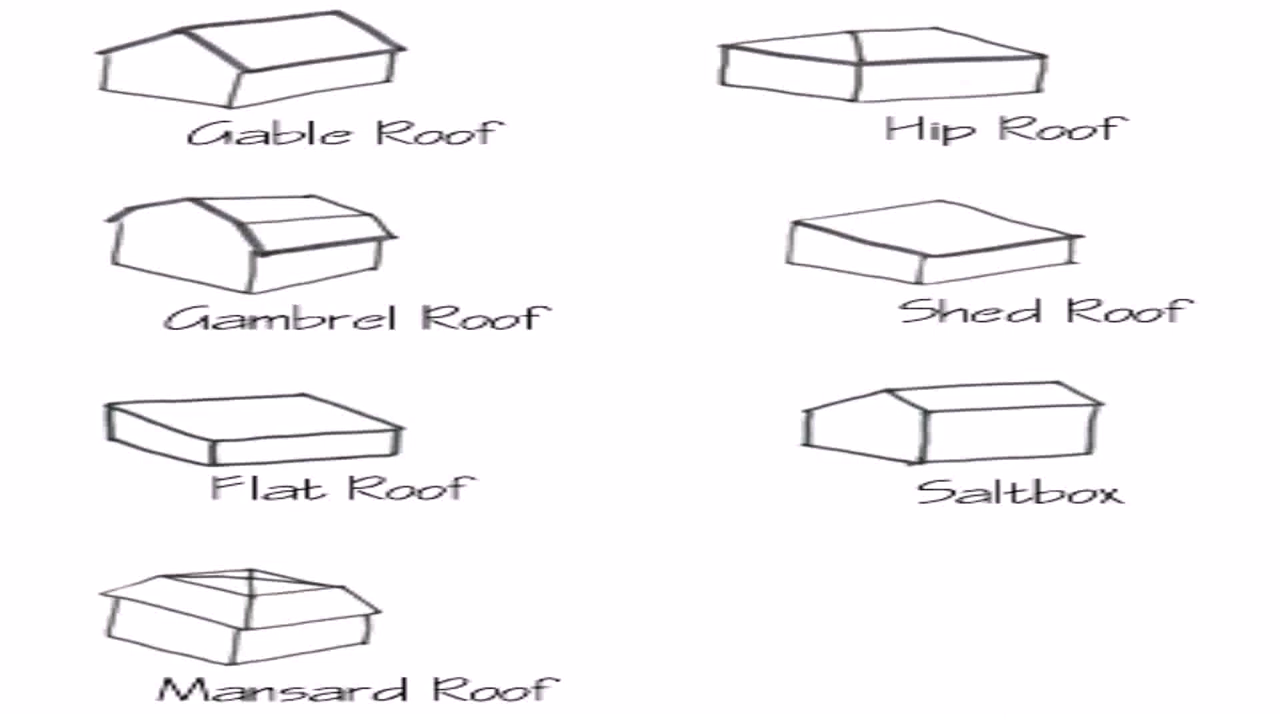 Gable Roof
Hip Roof
Gambrel Roof
Shed Roof
Flat Roof
Saltbox
Mansard Roof